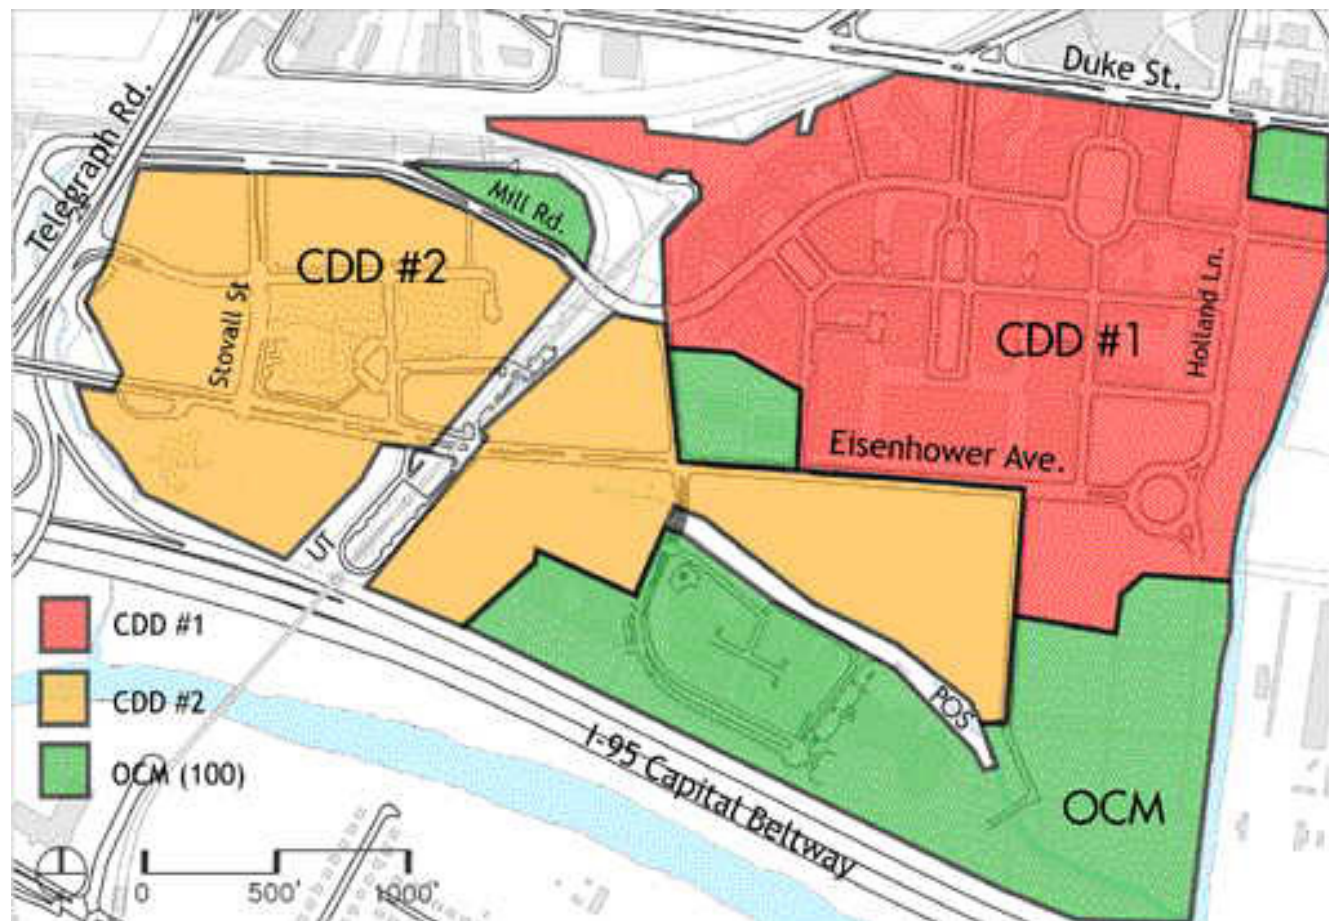 Duke St.
Telegraph Rd.
Mill Rd.
CDD #2
Stovall St
CDD #1
Holland Ln.
Eisenhower Ave.
UT
POS
I-95 Capital Beltway
OCM
CDD #1
CDD #2
OCM (100)
0 500' 1000'